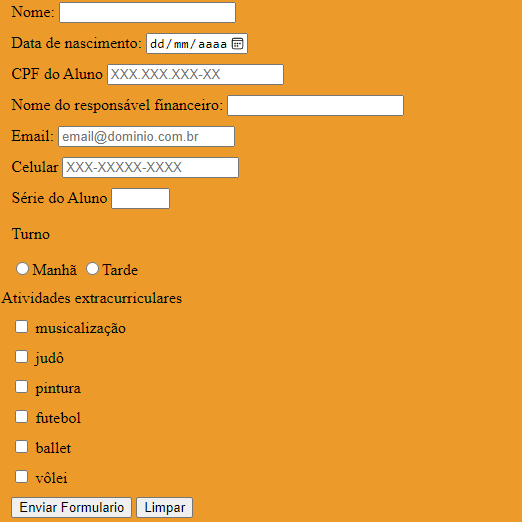 Nome:
Data de nascimento: dd/mm/aaaa
CPF do Aluno XXX.XXX.XXX-XX
Nome do responsável financeiro:
Email: email@dominio.com.br
Celular XXX-XXXXX-XXXX
Série do Aluno
Turno
Manhã Tarde
Atividades extracurriculares
musicalização
judô
pintura
futebol
ballet
vôlei
Enviar Formulario Limpar